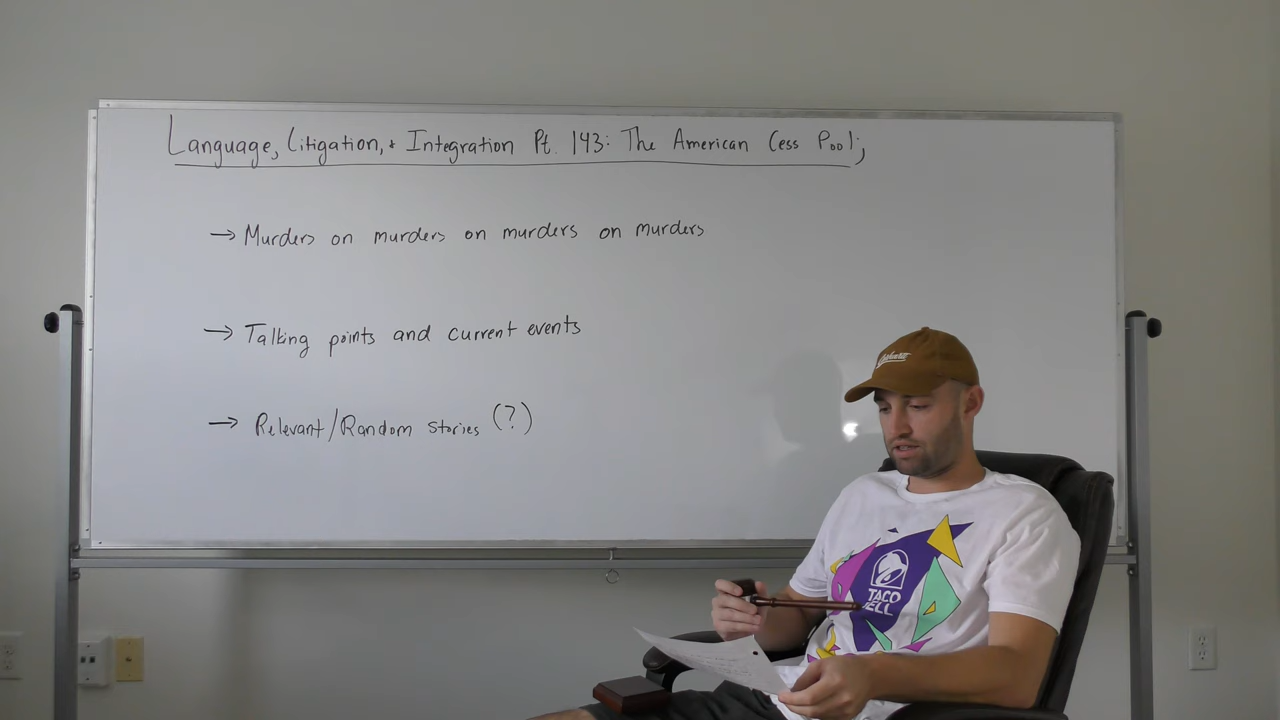 Language, Litigation, + Integration Pt. 143: The American Cess Pool;
→ Murders on murders on murders on murders
→ Talking points and current events
→ Relevant/Random stories (?)
TACO
BELL